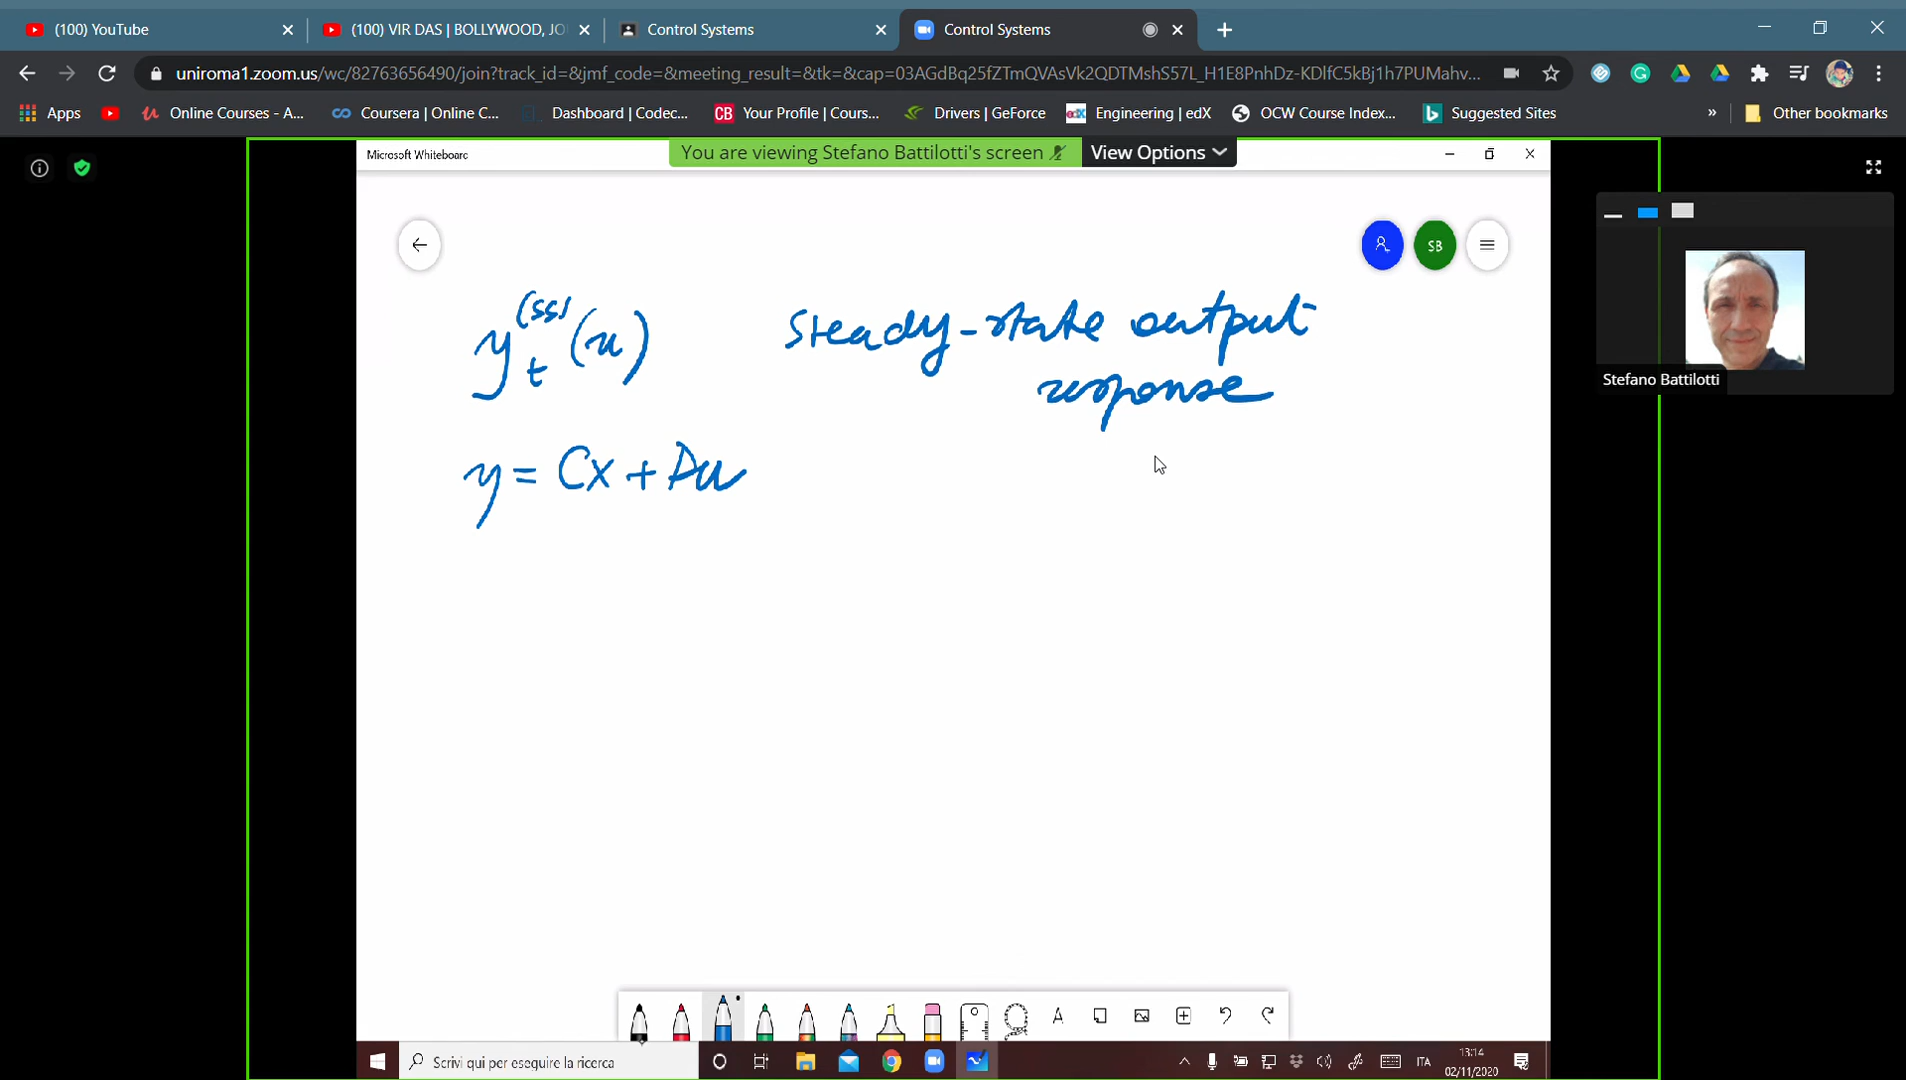 (100) YouTube
(100) VIR DAS | BOLLYWOOD, JO
Control Systems
Control Systems
uniroma1.zoom.us/wc/82763656490/join?track_id=&jmf_code=&meeting_result=&tk=&cap=03AGdBq25fZTmQVAsVk2QDTMshS57L_H1E8PnhDz-KDlfC5kBj1h7PUMahv...
Apps
Online Courses - A...
Coursera | Online C...
Dashboard | Codec...
CB
Your Profile | Cours...
Drivers | GeForce
edX
Engineering | edX
OCW Course Index...
Suggested Sites
»
Other bookmarks
Microsoft Whiteboard
You are viewing Stefano Battilotti's screen
View Options
SB
Stefano Battilotti
y_t^(ss) (u) steady-state output
response
y = Cx + Du
A
Scrivi qui per eseguire la ricerca
ITA
13:14
02/11/2020